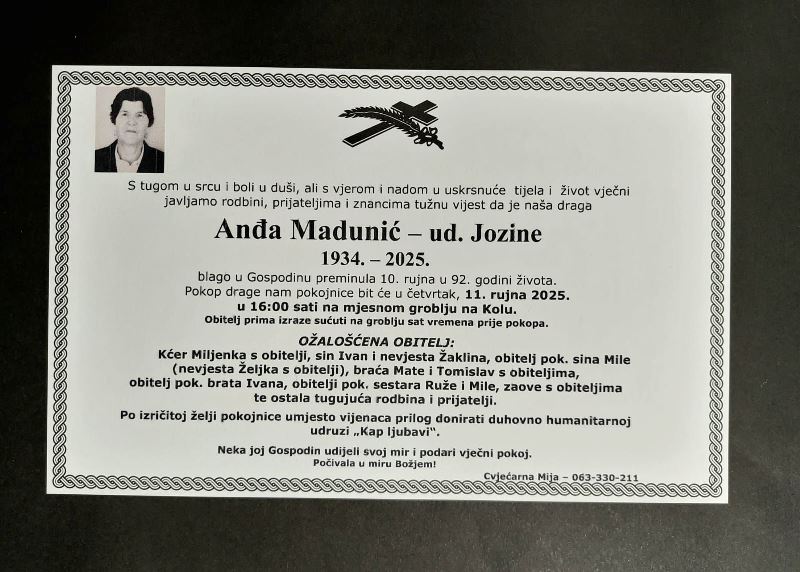 S tugom u srcu i boli u duši, ali s vjerom i nadom u uskrsnuće tijela i život vječni
javljamo rodbini, prijateljima i znancima tužnu vijest da je naša draga
Anđa Madunić – ud. Jozine
1934. – 2025.
blago u Gospodinu preminula 10. rujna u 92. godini života.
Pokop drage nam pokojnice bit će u četvrtak, 11. rujna 2025.
u 16:00 sati na mjesnom groblju na Kolu.
Obitelj prima izraze sućuti na groblju sat vremena prije pokopa.
OŽALOŠĆENA OBITELJ:
Kćer Miljenka s obitelji, sin Ivan i nevjesta Žaklina, obitelj pok. sina Mile
(nevjesta Željka s obitelji), braća Mate i Tomislav s obiteljima,
obitelj pok. brata Ivana, obitelji pok. sestara Ruže i Mile, zaove s obiteljima
te ostala tugujuća rodbina i prijatelji.
Po izričitoj želji pokojnice umjesto vijenaca prilog donirati duhovno humanitarnoj
udruzi „Kap ljubavi“.
Neka joj Gospodin udijeli svoj mir i podari vječni pokoj.
Počivala u miru Božjem!
Cvjećarna Mija – 063-330-211